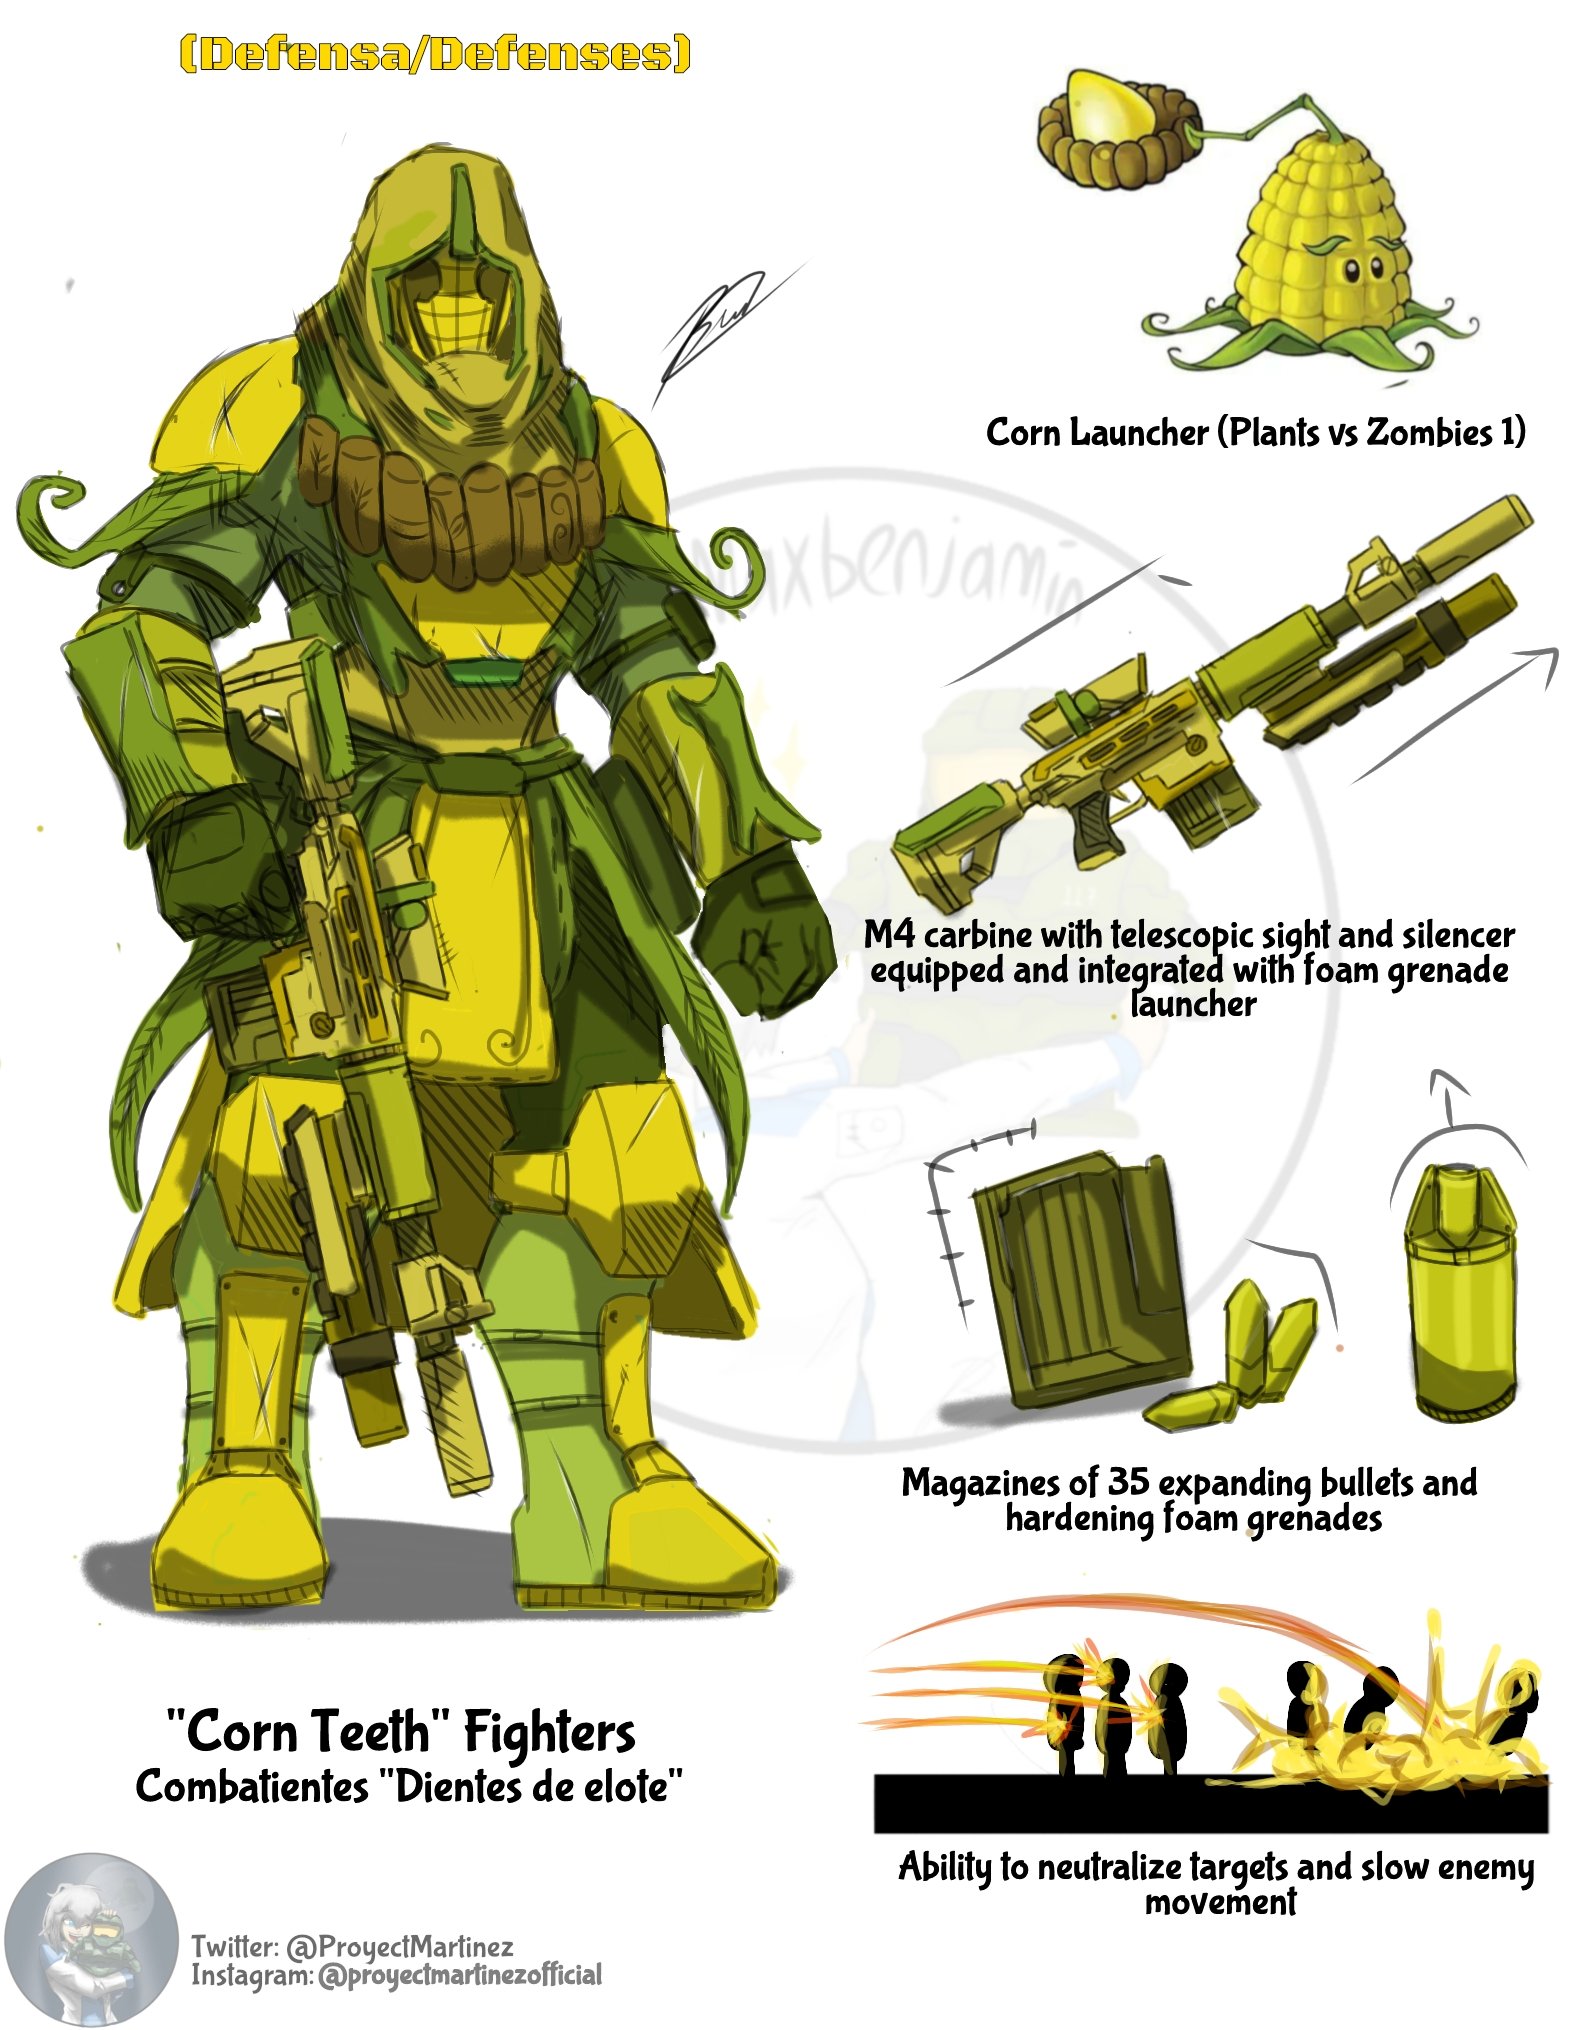 (Defensa/Defenses)
Corn Launcher (Plants vs Zombies 1)
maxbenjamin
M4 carbine with telescopic sight and silencer
equipped and integrated with foam grenade
launcher
117
Magazines of 35 expanding bullets and
hardening foam grenades
"Corn Teeth" Fighters
Combatientes "Dientes de elote"
Ability to neutralize targets and slow enemy
movement
Twitter: @ProyectMartinez
Instagram: @proyectmartinezofficial